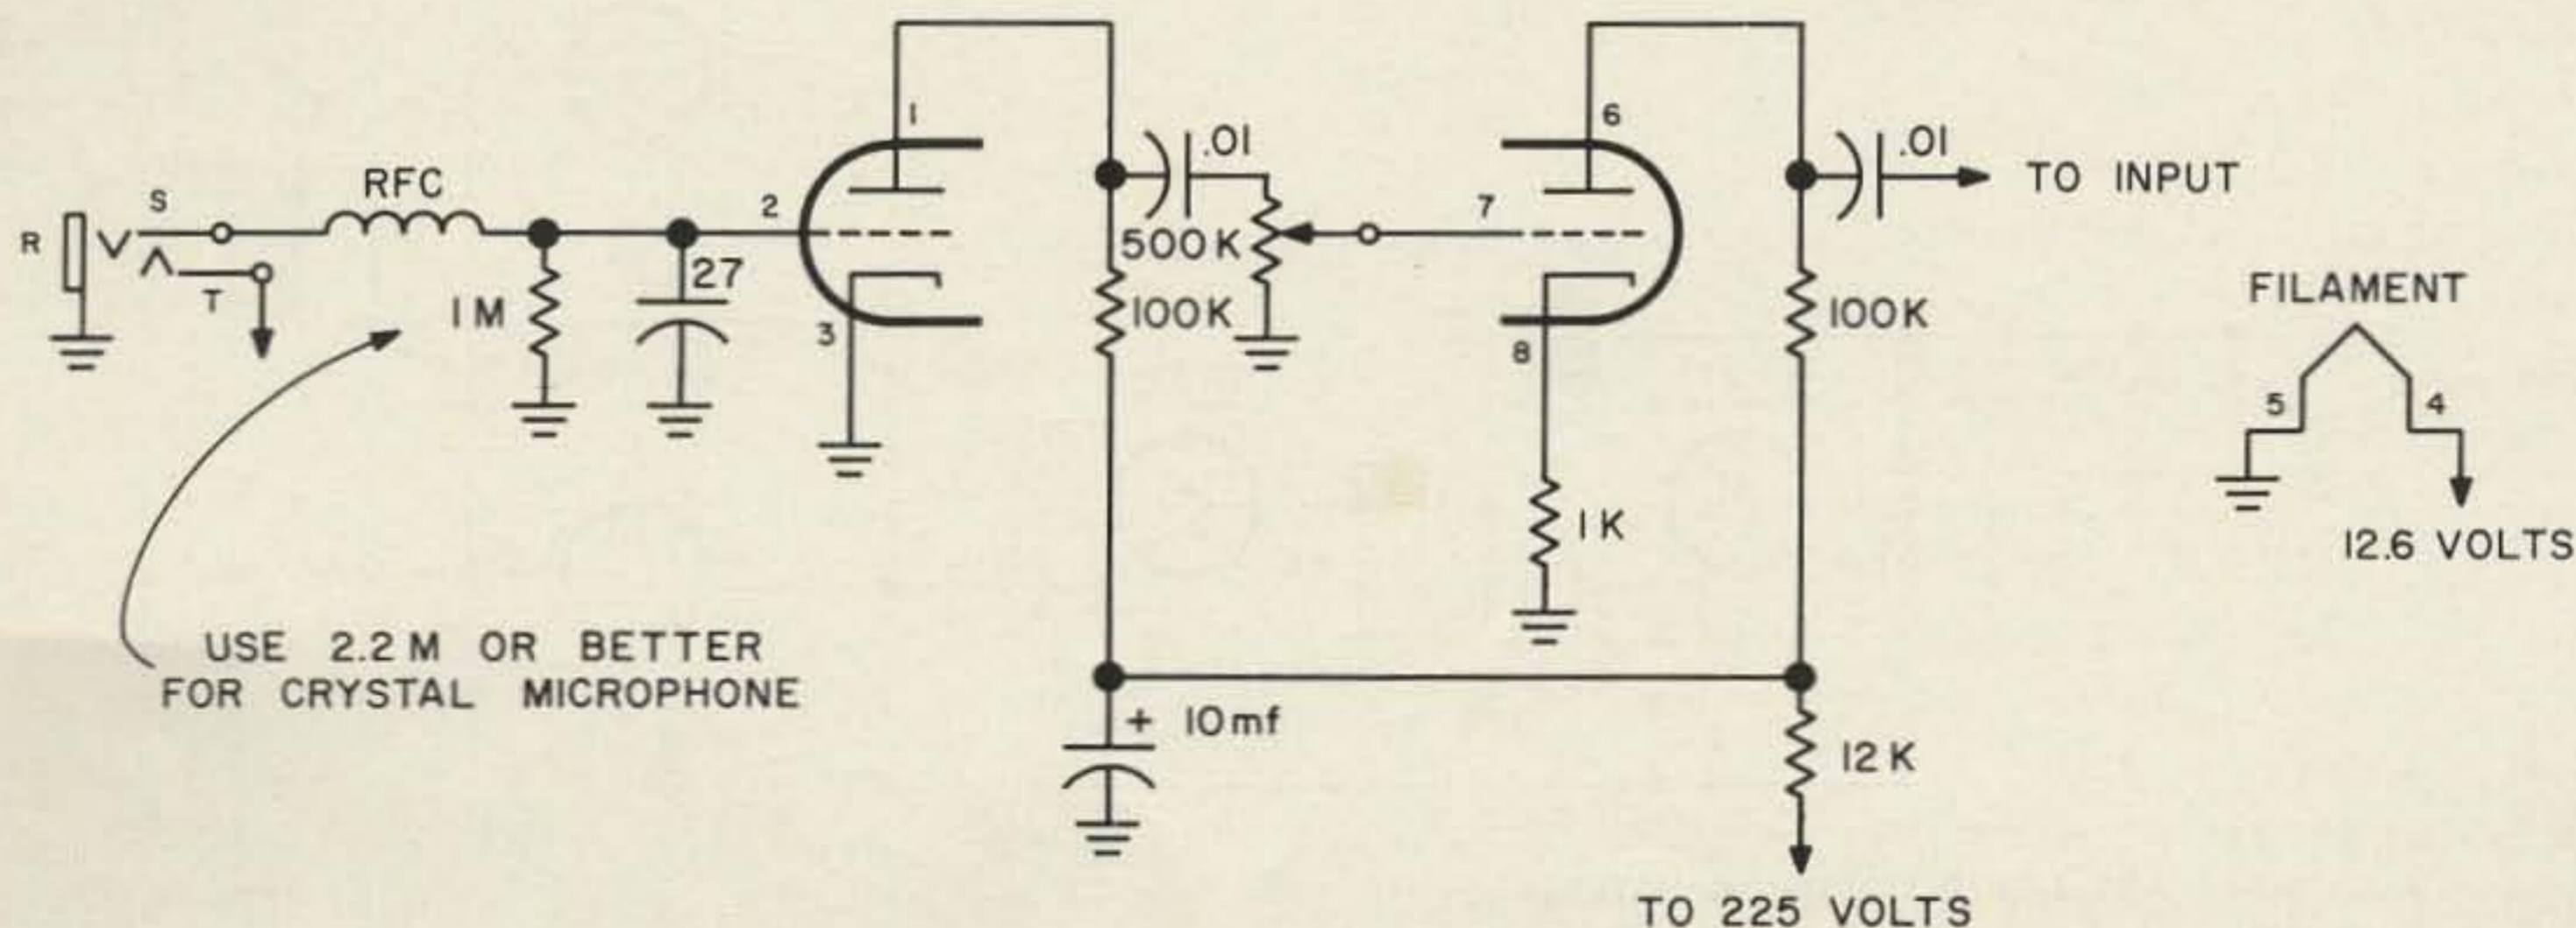 1
6
.01
.01
TO INPUT
RFC
S
2
7
R
500K
27
T
1M
3
100K
8
100K
FILAMENT
5
4
1K
12.6 VOLTS
USE 2.2M OR BETTER
FOR CRYSTAL MICROPHONE
+ 10mf
12K
TO 225 VOLTS